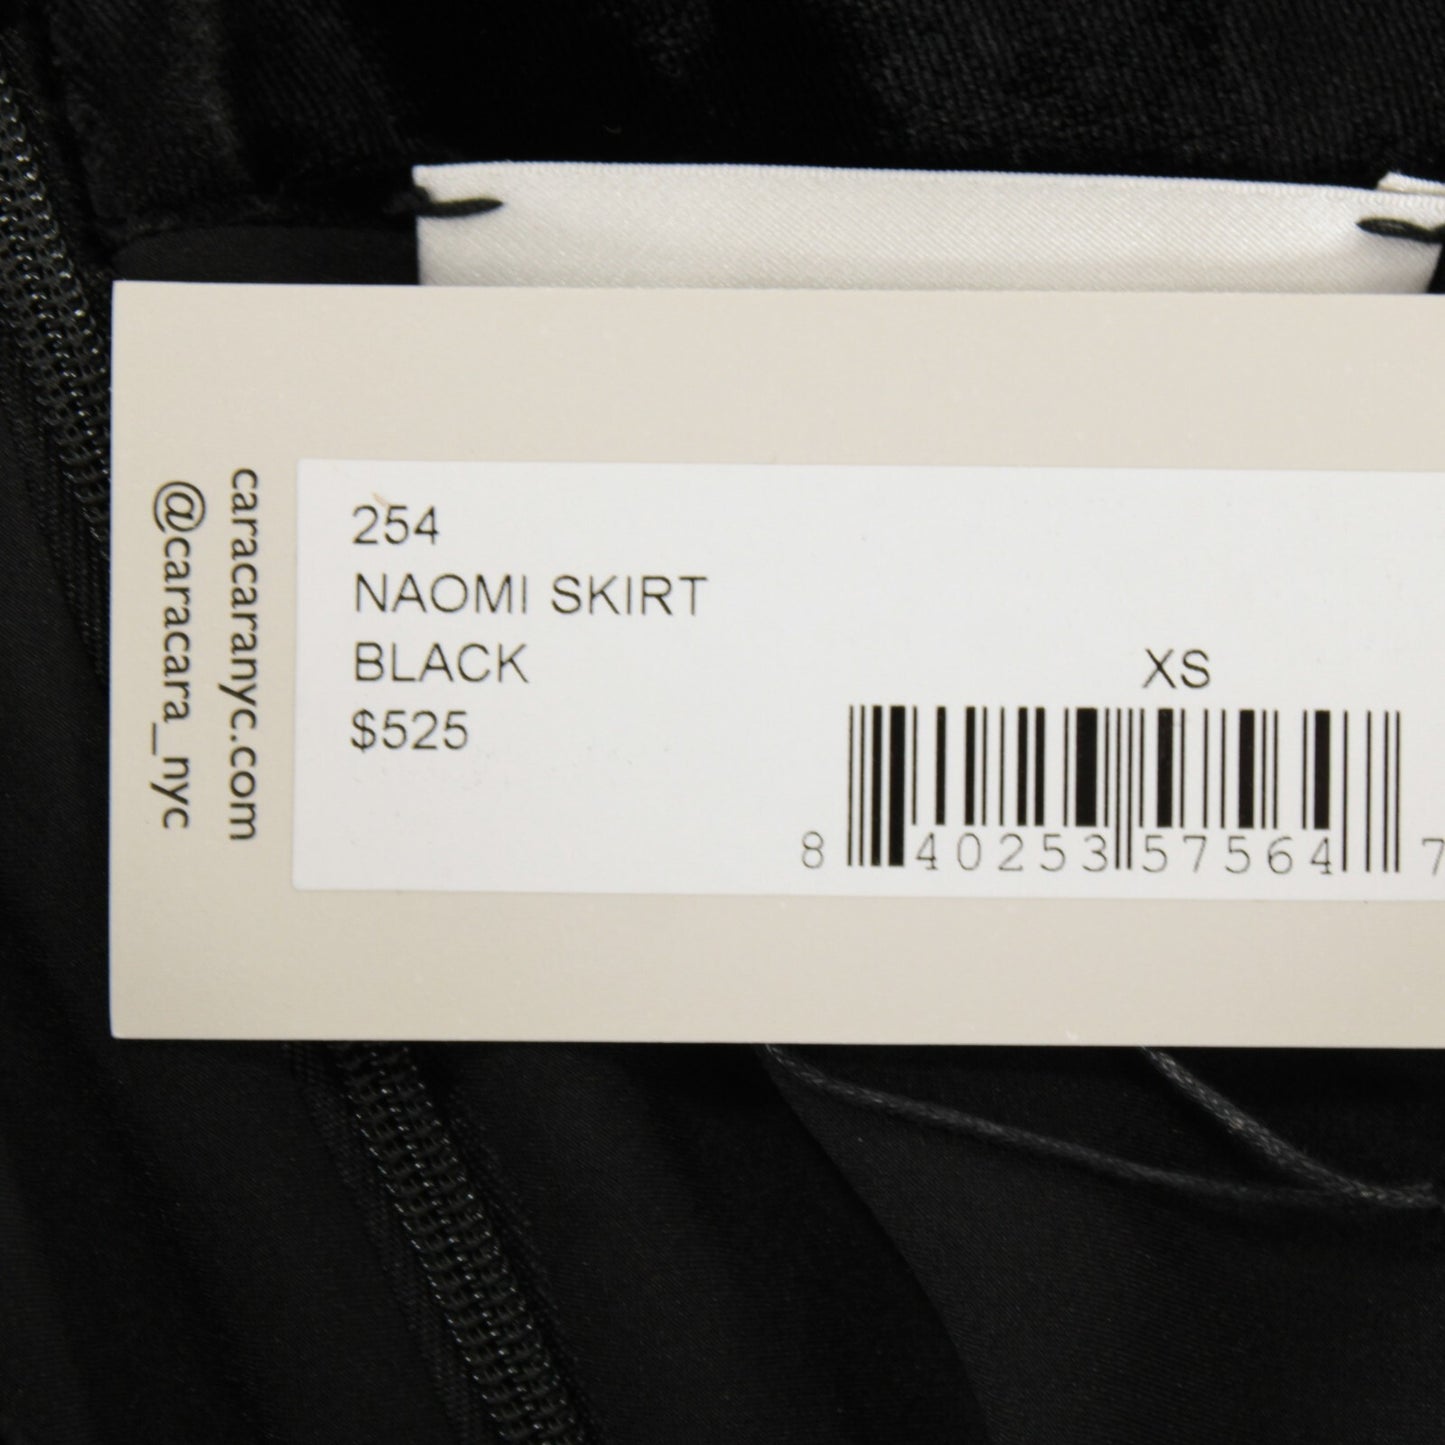 caracaranyc.com
@caracara_nyc
254
NAOMI SKIRT
BLACK
$525
XS
8 40253 57564 7